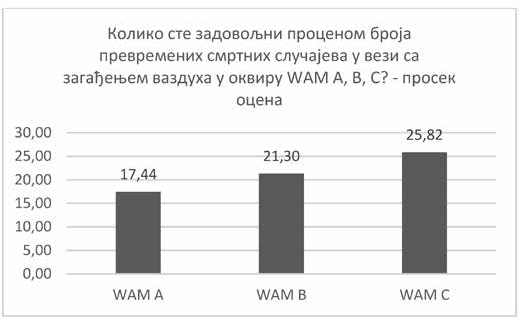 Колико сте задовољни проценом броја
превремених смртних случајева у вези са
загађењем ваздуха у оквиру WAM А, B, C? - просек
оцена
30,00
25,00
20,00
15,00
10,00
5,00
0,00
17,44
21,30
25,82
WAM A
WAM B
WAM C